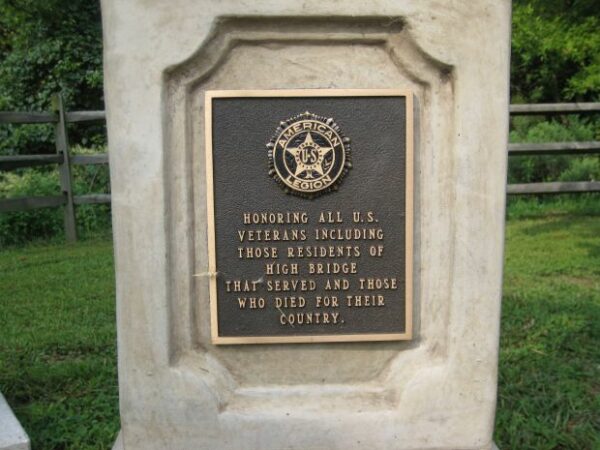 AMERICAN
U·S
LEGION
HONORING ALL U.S.
VETERANS INCLUDING
THOSE RESIDENTS OF
HIGH BRIDGE
THAT SERVED AND THOSE
WHO DIED FOR THEIR
COUNTRY.